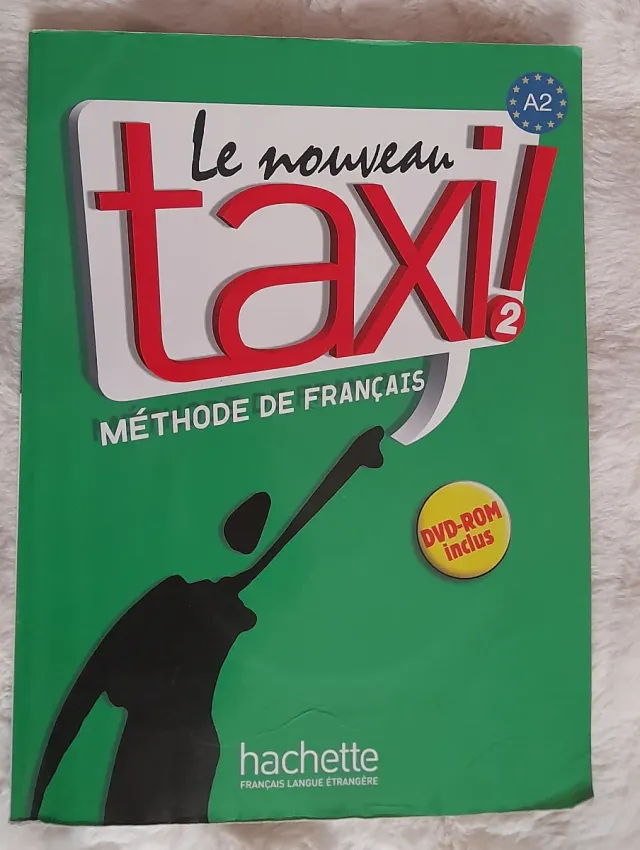 A2
Le nouveau
taxi!
2
MÉTHODE DE FRANÇAIS
DVD-ROM
inclus
hachette
FRANÇAIS LANGUE ÉTRANGÈRE